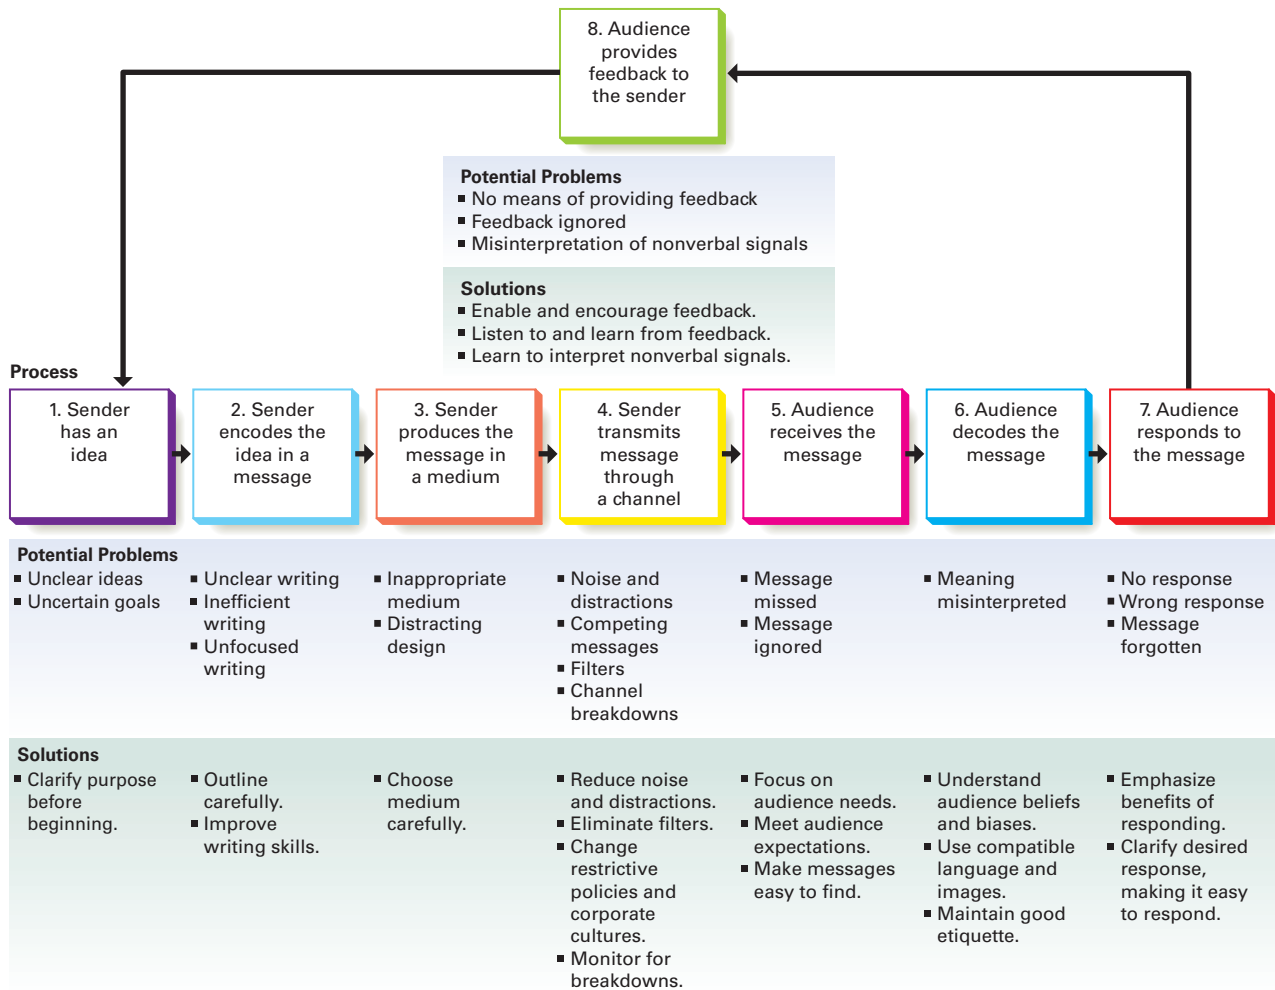 8. Audience
provides
feedback to
the sender
Potential Problems
▪ No means of providing feedback
▪ Feedback ignored
▪ Misinterpretation of nonverbal signals
Solutions
▪ Enable and encourage feedback.
▪ Listen to and learn from feedback.
▪ Learn to interpret nonverbal signals.
Process
1. Sender
has an
idea
2. Sender
encodes the
idea in a
message
3. Sender
produces the
message in
a medium
4. Sender
transmits
message
through
a channel
5. Audience
receives the
message
6. Audience
decodes the
message
7. Audience
responds to
the message
Potential Problems
▪ Unclear ideas
▪ Uncertain goals
▪ Unclear writing
▪ Inefficient
writing
▪ Unfocused
writing
▪ Inappropriate
medium
▪ Distracting
design
▪ Noise and
distractions
▪ Competing
messages
▪ Filters
▪ Channel
breakdowns
▪ Message
missed
▪ Message
ignored
▪ Meaning
misinterpreted
▪ No response
▪ Wrong response
▪ Message
forgotten
Solutions
▪ Clarify purpose
before
beginning.
▪ Outline
carefully.
▪ Improve
writing skills.
▪ Choose
medium
carefully.
▪ Reduce noise
and distractions.
▪ Eliminate filters.
▪ Change
restrictive
policies and
corporate
cultures.
▪ Monitor for
breakdowns.
▪ Focus on
audience needs.
▪ Meet audience
expectations.
▪ Make messages
easy to find.
▪ Understand
audience beliefs
and biases.
▪ Use compatible
language and
images.
▪ Maintain good
etiquette.
▪ Emphasize
benefits of
responding.
▪ Clarify desired
response,
making it easy
to respond.